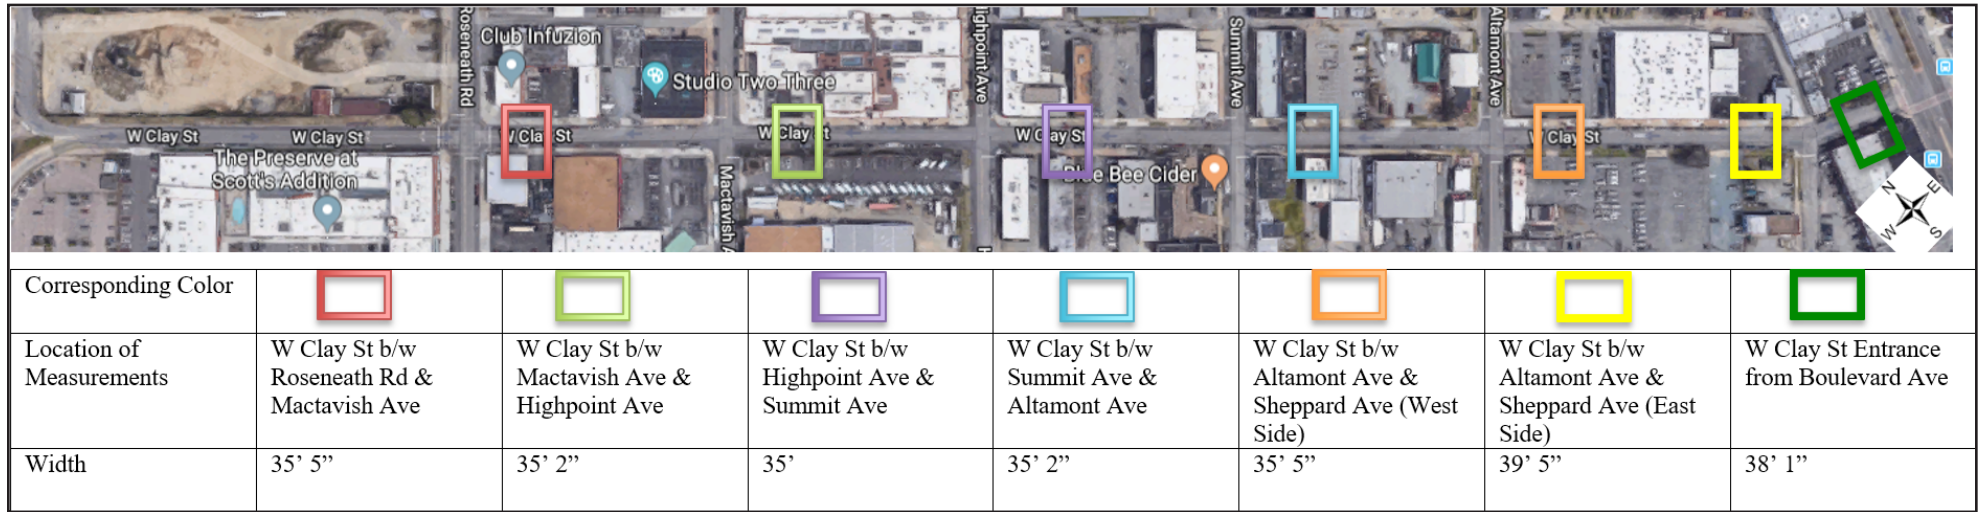 Roseneath Rd
Club Infuzion
Studio Two Three
ighpoint Ave
Summit Ave
Altamont Ave
W Clay St
W Clay St
W Clay St
W Clay St
W Clay St
W Clay St
The Preserve at
Scott's Addition
Mactavish A
Blue Bee Cider
N
E
W
S
Corresponding Color
Location of
Measurements
W Clay St b/w
Roseneath Rd &
Mactavish Ave
W Clay St b/w
Mactavish Ave &
Highpoint Ave
W Clay St b/w
Highpoint Ave &
Summit Ave
W Clay St b/w
Summit Ave &
Altamont Ave
W Clay St b/w
Altamont Ave &
Sheppard Ave (West
Side)
W Clay St b/w
Altamont Ave &
Sheppard Ave (East
Side)
W Clay St Entrance
from Boulevard Ave
Width
35’ 5”
35’ 2”
35’
35’ 2”
35’ 5”
39’ 5”
38’ 1”